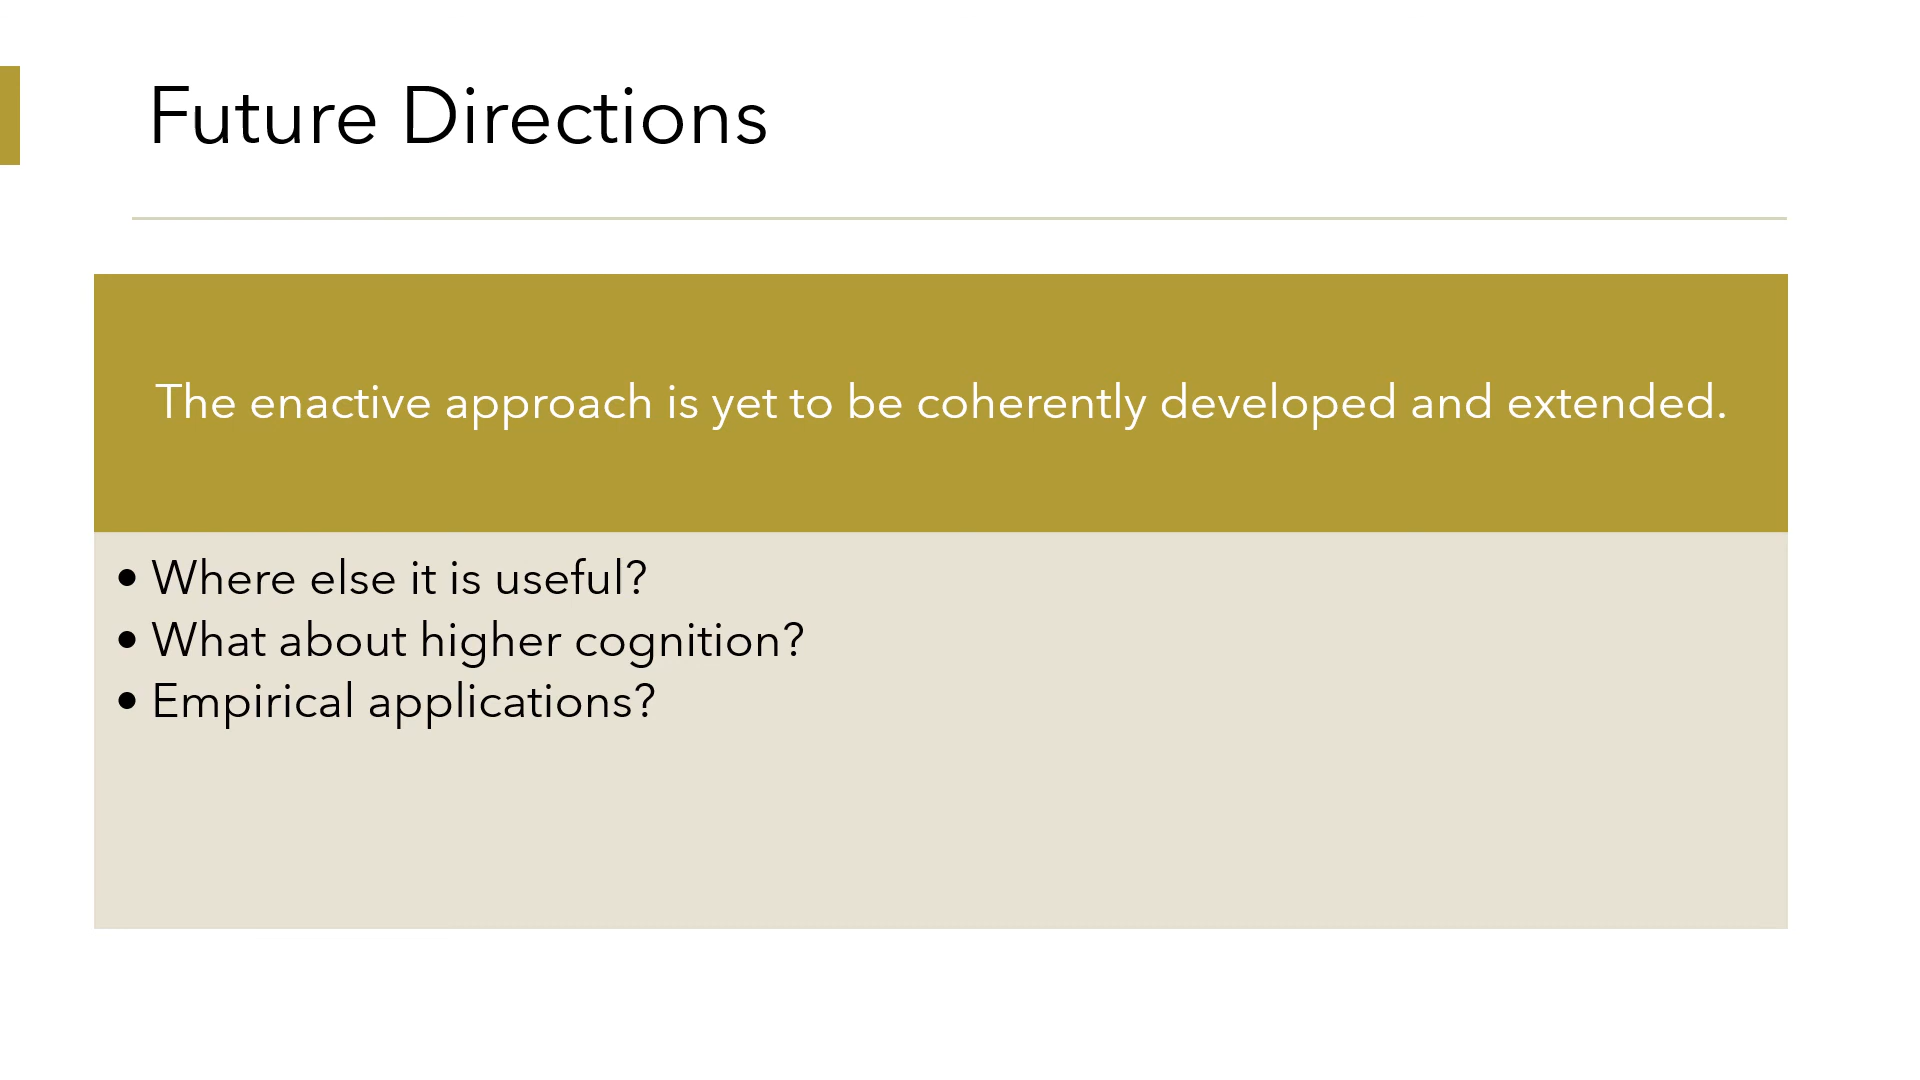 Future Directions
The enactive approach is yet to be coherently developed and extended.
• Where else it is useful?
• What about higher cognition?
• Empirical applications?